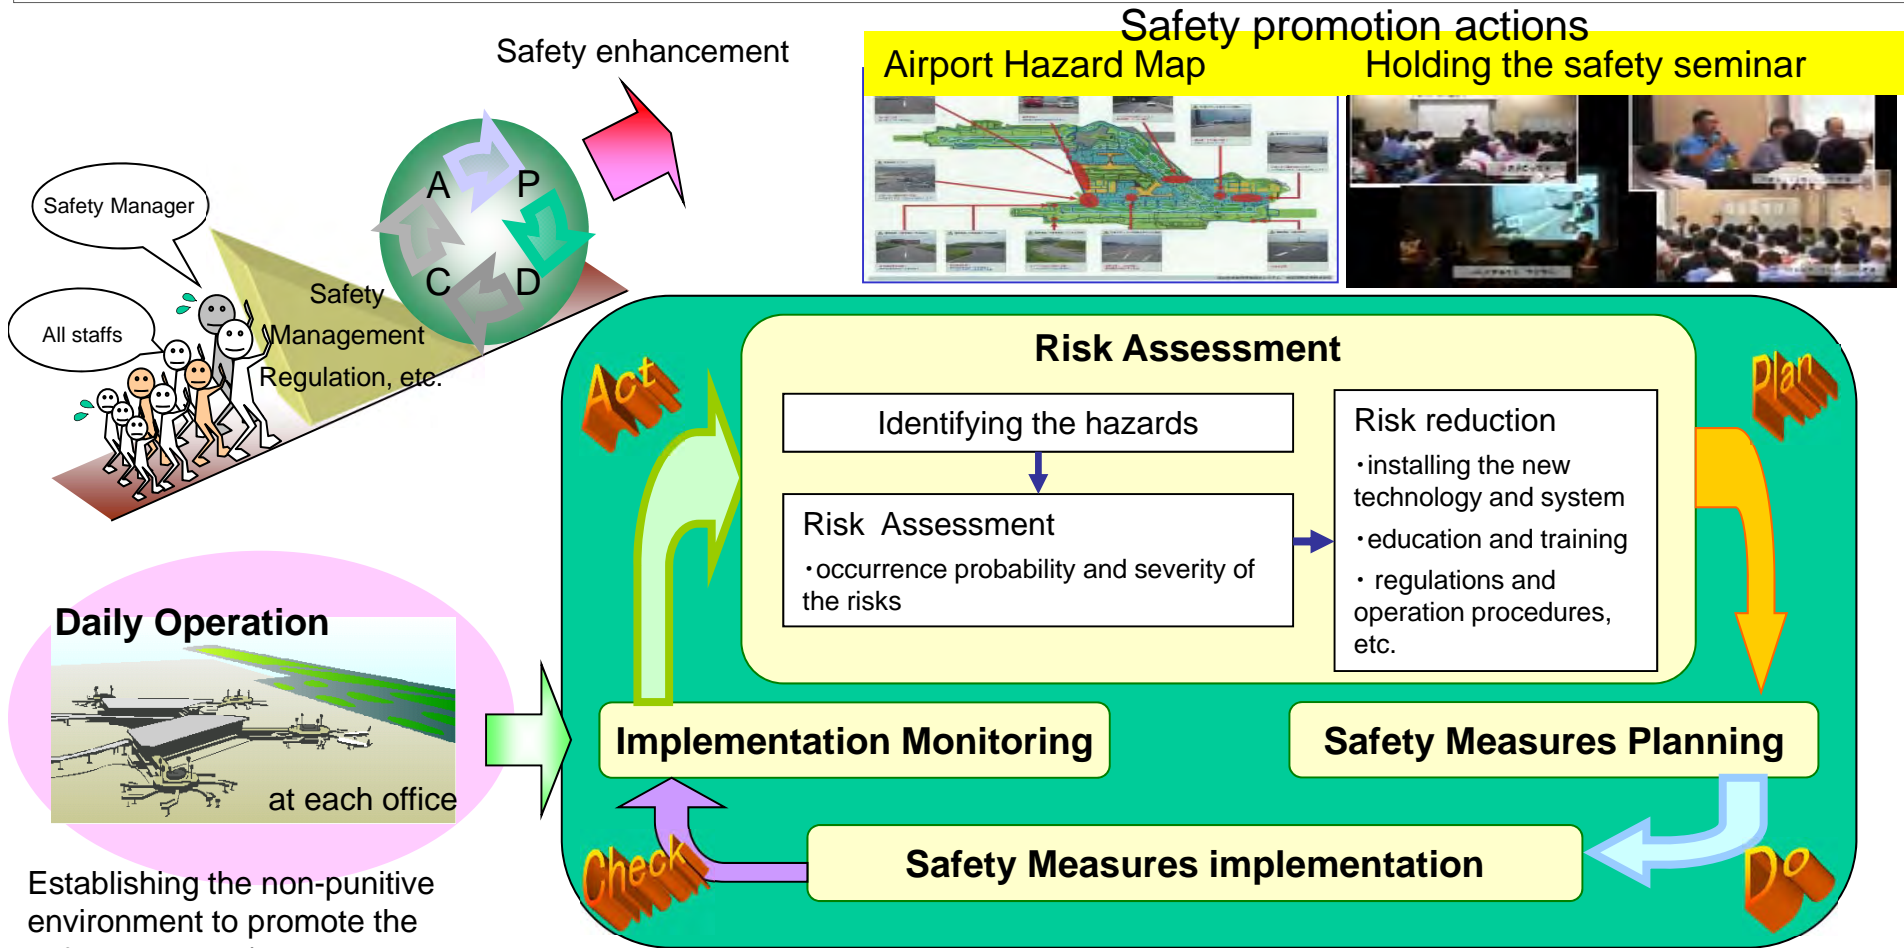 Safety promotion actions
Safety enhancement
Airport Hazard Map
Holding the safety seminar
A
P
C
D
Safety Manager
All staffs
Safety
Management
Regulation, etc.
Act
Plan
Risk Assessment
Identifying the hazards
Risk Assessment
・occurrence probability and severity of
the risks
Risk reduction
・installing the new
technology and system
・education and training
・ regulations and
operation procedures,
etc.
Daily Operation
at each office
Implementation Monitoring
Safety Measures Planning
Safety Measures implementation
Check
Do
Establishing the non-punitive
environment to promote the